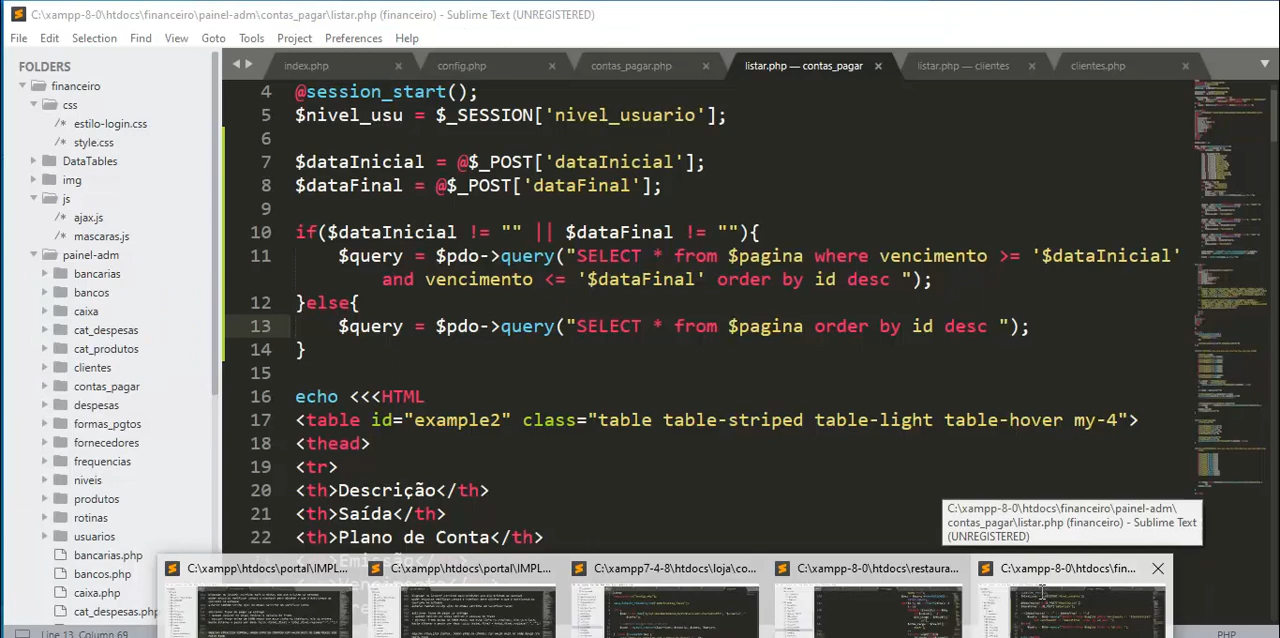 C:\xampp-8-0\htdocs\financeiro\painel-adm\contas_pagar\listar.php (financeiro) - Sublime Text (UNREGISTERED)
File Edit Selection Find View Goto Tools Project Preferences Help
FOLDERS
financeiro
css
estilo-login.css
style.css
DataTables
img
js
ajax.js
mascaras.js
painel-adm
bancarias
bancos
caixa
cat_despesas
cat_produtos
clientes
contas_pagar
despesas
formas_pgtos
fornecedores
frequencias
niveis
produtos
rotinas
usuarios
bancarias.php
bancos.php
caixa.php
cat_despesas.php
index.php × config.php × contas_pagar.php × listar.php — contas_pagar × listar.php — clientes × clientes.php ×
4 @session_start();
5 $nivel_usu = $_SESSION['nivel_usuario'];
6
7 $dataInicial = @$_POST['dataInicial'];
8 $dataFinal = @$_POST['dataFinal'];
9
10 if($dataInicial != "" || $dataFinal != ""){
11 $query = $pdo->query("SELECT * from $pagina where vencimento >= '$dataInicial'
and vencimento <= '$dataFinal' order by id desc ");
12 }else{
13 $query = $pdo->query("SELECT * from $pagina order by id desc ");
14 }
15
16 echo <<<HTML
17 <table id="example2" class="table table-striped table-light table-hover my-4">
18 <thead>
19 <tr>
20 <th>Descrição</th>
21 <th>Saída</th>
22 <th>Plano de Conta</th>
C:\xampp-8-0\htdocs\financeiro\painel-adm\
contas_pagar\listar.php (financeiro) - Sublime Text
(UNREGISTERED)
C:\xampp\htdocs\portal\IMPL... C:\xampp\htdocs\portal\IMPL... C:\xampp7-4-8\htdocs\loja\co... C:\xampp-8-0\htdocs\restaura... C:\xampp-8-0\htdocs\fin...
Line 13, Column 69
PHP